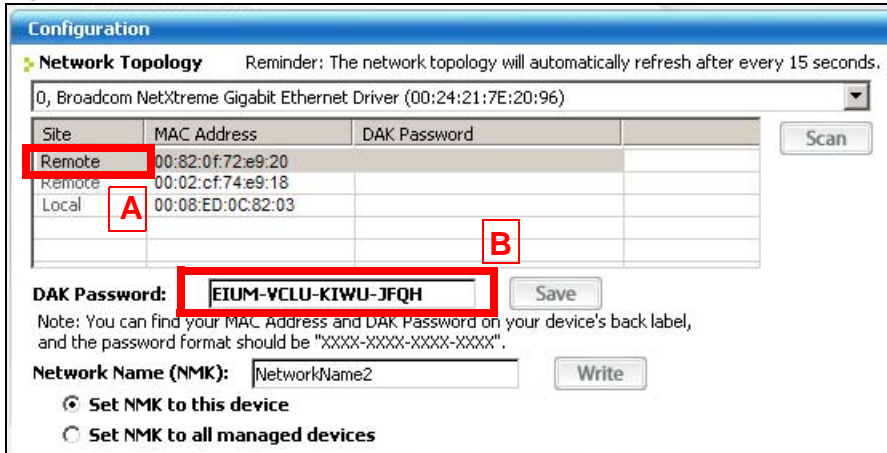 Configuration
Network Topology Reminder: The network topology will automatically refresh after every 15 seconds.
0, Broadcom NetXtreme Gigabit Ethernet Driver (00:24:21:7E:20:96)
Site MAC Address DAK Password
Scan
Remote 00:82:0f:72:e9:20
Remote 00:02:cf:74:e9:18
Local 00:08:ED:0C:82:03
A
B
DAK Password: EIUM-VCLU-KIWU-JFQH Save
Note: You can find your MAC Address and DAK Password on your device's back label,
and the password format should be "XXXX-XXXX-XXXX-XXXX".
Network Name (NMK): NetworkName2 Write
Set NMK to this device
Set NMK to all managed devices